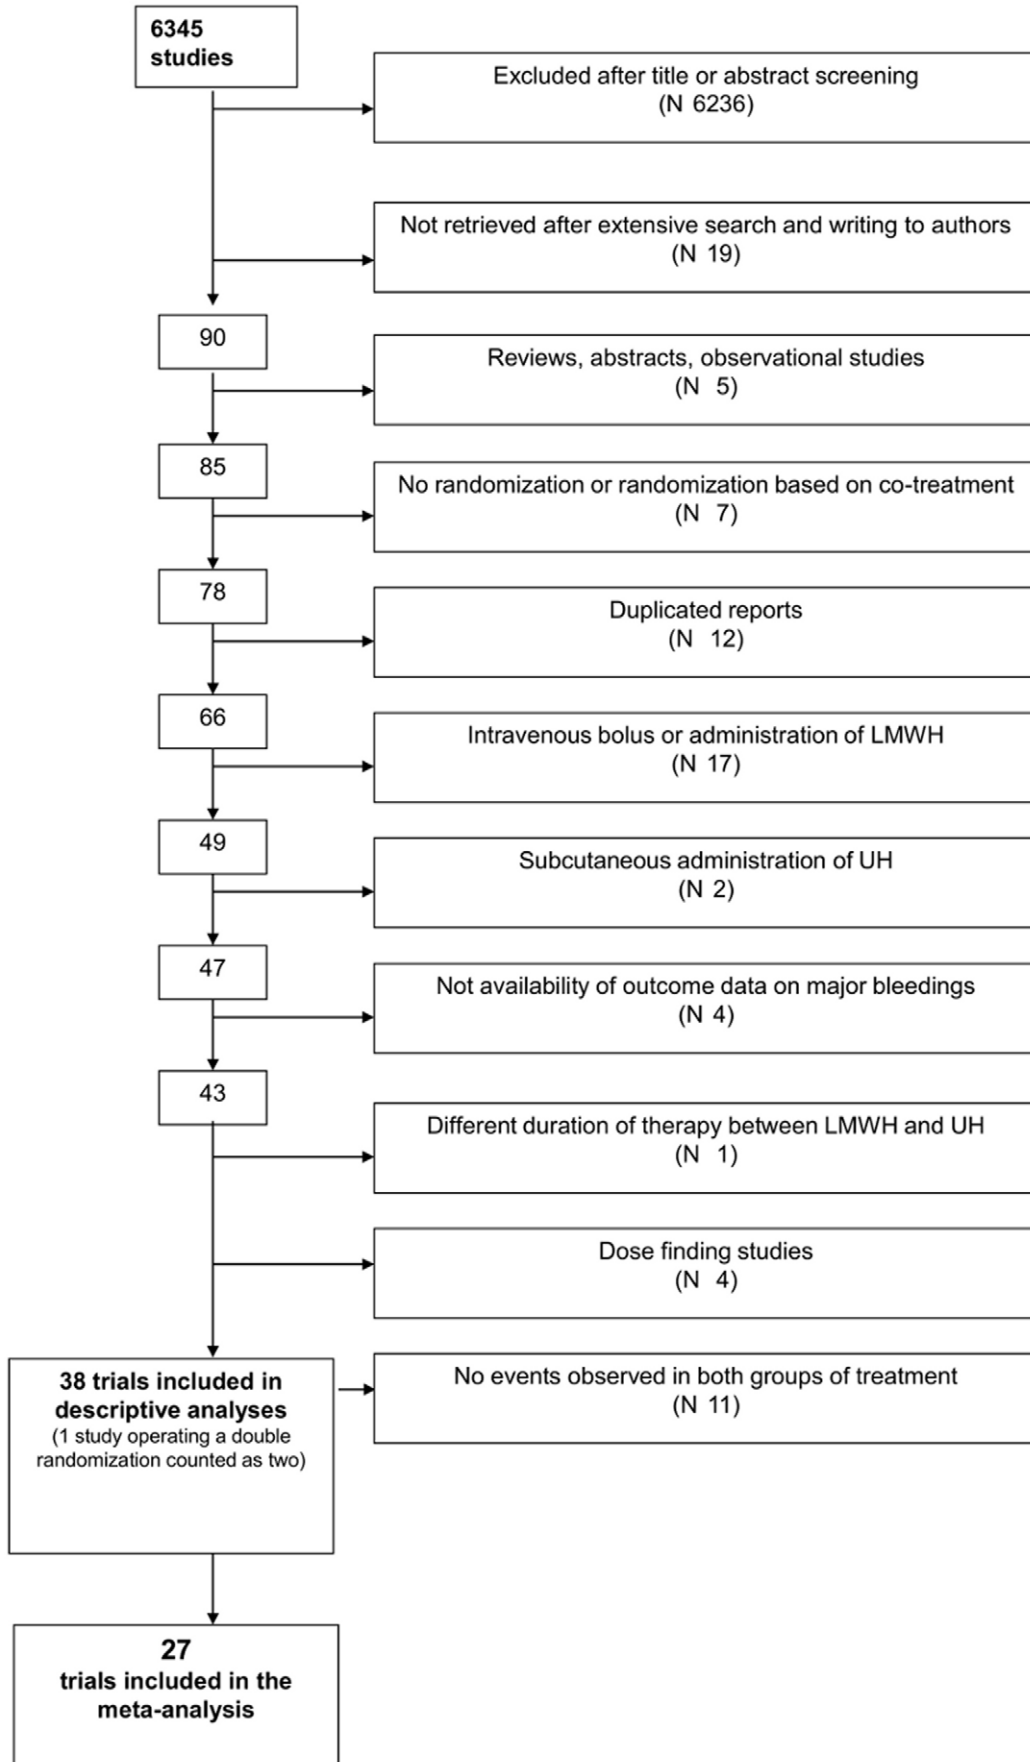 6345
studies
Excluded after title or abstract screening
(N 6236)
Not retrieved after extensive search and writing to authors
(N 19)
90
Reviews, abstracts, observational studies
(N 5)
85
No randomization or randomization based on co-treatment
(N 7)
78
Duplicated reports
(N 12)
66
Intravenous bolus or administration of LMWH
(N 17)
49
Subcutaneous administration of UH
(N 2)
47
Not availability of outcome data on major bleedings
(N 4)
43
Different duration of therapy between LMWH and UH
(N 1)
Dose finding studies
(N 4)
38 trials included in
descriptive analyses
(1 study operating a double
randomization counted as two)
No events observed in both groups of treatment
(N 11)
27
trials included in the
meta-analysis